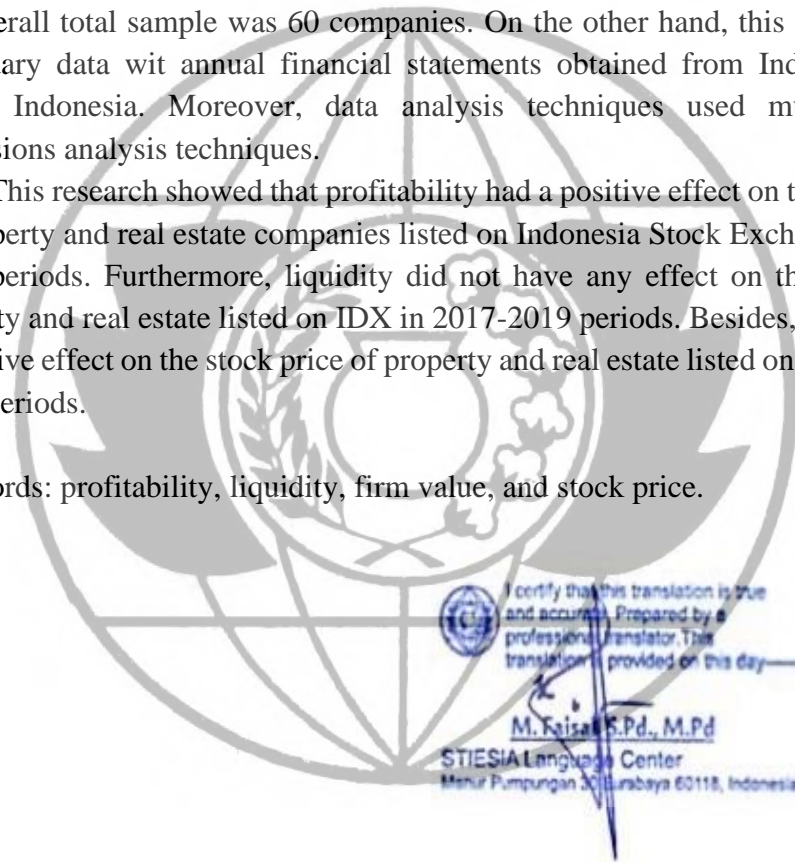 erall total sample was 60 companies. On the other hand, this
ary data wit annual financial statements obtained from Ind
Indonesia. Moreover, data analysis techniques used m
sions analysis techniques.
This research showed that profitability had a positive effect on t
perty and real estate companies listed on Indonesia Stock Exch
periods. Furthermore, liquidity did not have any effect on th
ty and real estate listed on IDX in 2017-2019 periods. Besides,
ive effect on the stock price of property and real estate listed on
eriods.
ords: profitability, liquidity, firm value, and stock price.
I certify that this translation is true
and accurate. Prepared by a
professional translator. This
translation is provided on this day
M. Faisal S.Pd., M.Pd
STIESIA Language Center
Menur Pumpungan 30 Surabaya 60118, Indonesia